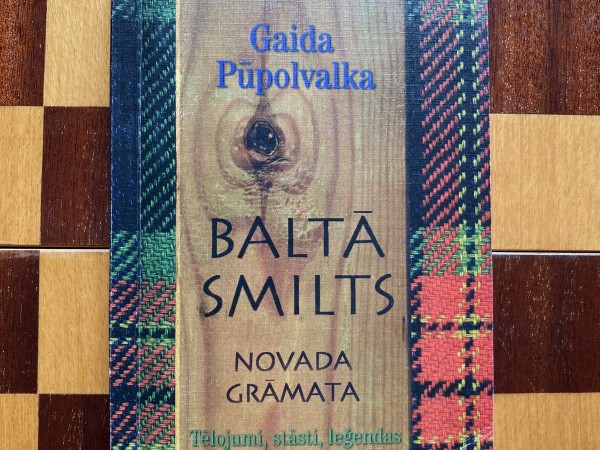 Gaida
Pūpolvalka
BALTĀ
SMILTS
NOVADA
GRĀMATA
Tēlojumi, stāsti, leģendas